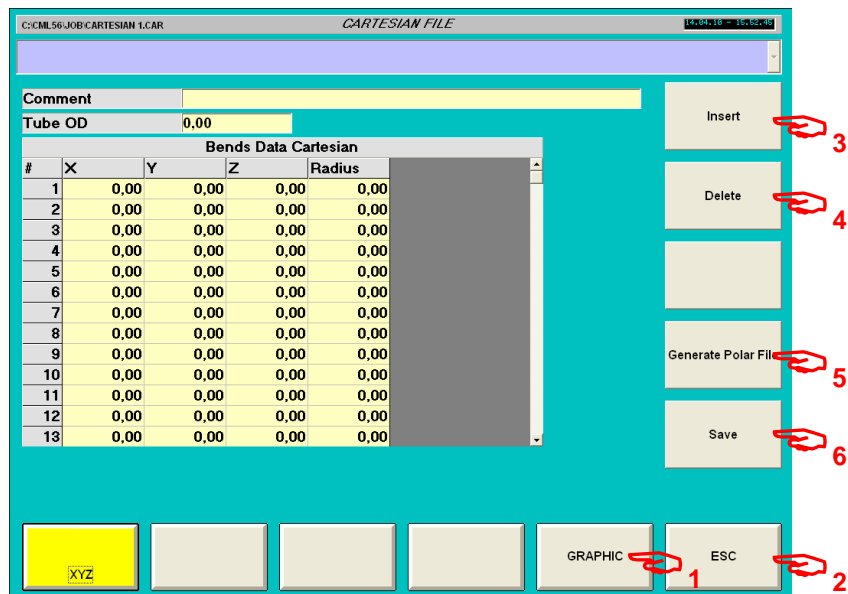 C:\CML56\JOB\CARTESIAN 1.CAR CARTESIAN FILE 14.04.10 - 15.52.45
Comment
Tube OD 0,00
Bends Data Cartesian
# X Y Z Radius
1 0,00 0,00 0,00 0,00
2 0,00 0,00 0,00 0,00
3 0,00 0,00 0,00 0,00
4 0,00 0,00 0,00 0,00
5 0,00 0,00 0,00 0,00
6 0,00 0,00 0,00 0,00
7 0,00 0,00 0,00 0,00
8 0,00 0,00 0,00 0,00
9 0,00 0,00 0,00 0,00
10 0,00 0,00 0,00 0,00
11 0,00 0,00 0,00 0,00
12 0,00 0,00 0,00 0,00
13 0,00 0,00 0,00 0,00
Insert
3
Delete
4
Generate Polar File
5
Save
6
XYZ
GRAPHIC
1
ESC
2